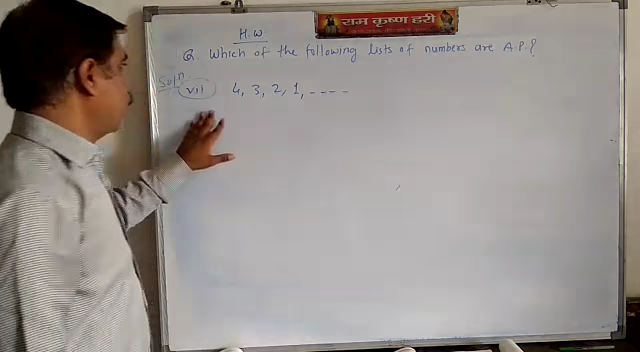 राम कृष्ण हरी
H.W
Q. Which of the following lists of numbers are A.P.?
Soln
(vii) 4, 3, 2, 1, ----